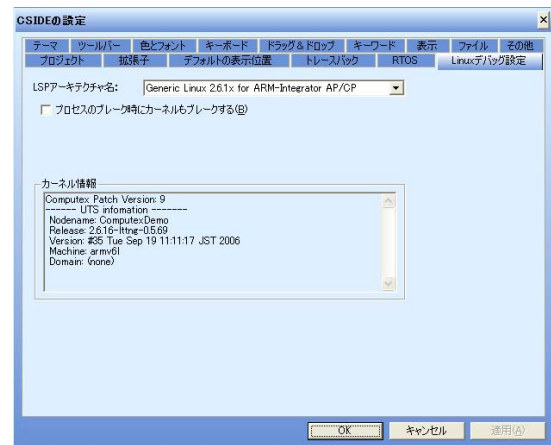 CSIDEの設定
テーマ ツールバー 色とフォント キーボード ドラッグ&ドロップ キーワード 表示 ファイル その他
プロジェクト 拡張子 デフォルトの表示位置 トレースバック RTOS Linuxデバッグ設定
LSPアーキテクチャ名: Generic Linux 2.6.1x for ARM-Integrator AP/CP
プロセスのブレーク時にカーネルもブレークする(B)
カーネル情報
Computex Patch Version: 9
------ UTS infomation -------
Nodename: ComputexDemo
Release: 2.6.16-lttng-0.5.69
Version: #35 Tue Sep 19 11:11:17 JST 2006
Machine: armv6l
Domain: (none)
OK キャンセル 適用(A)